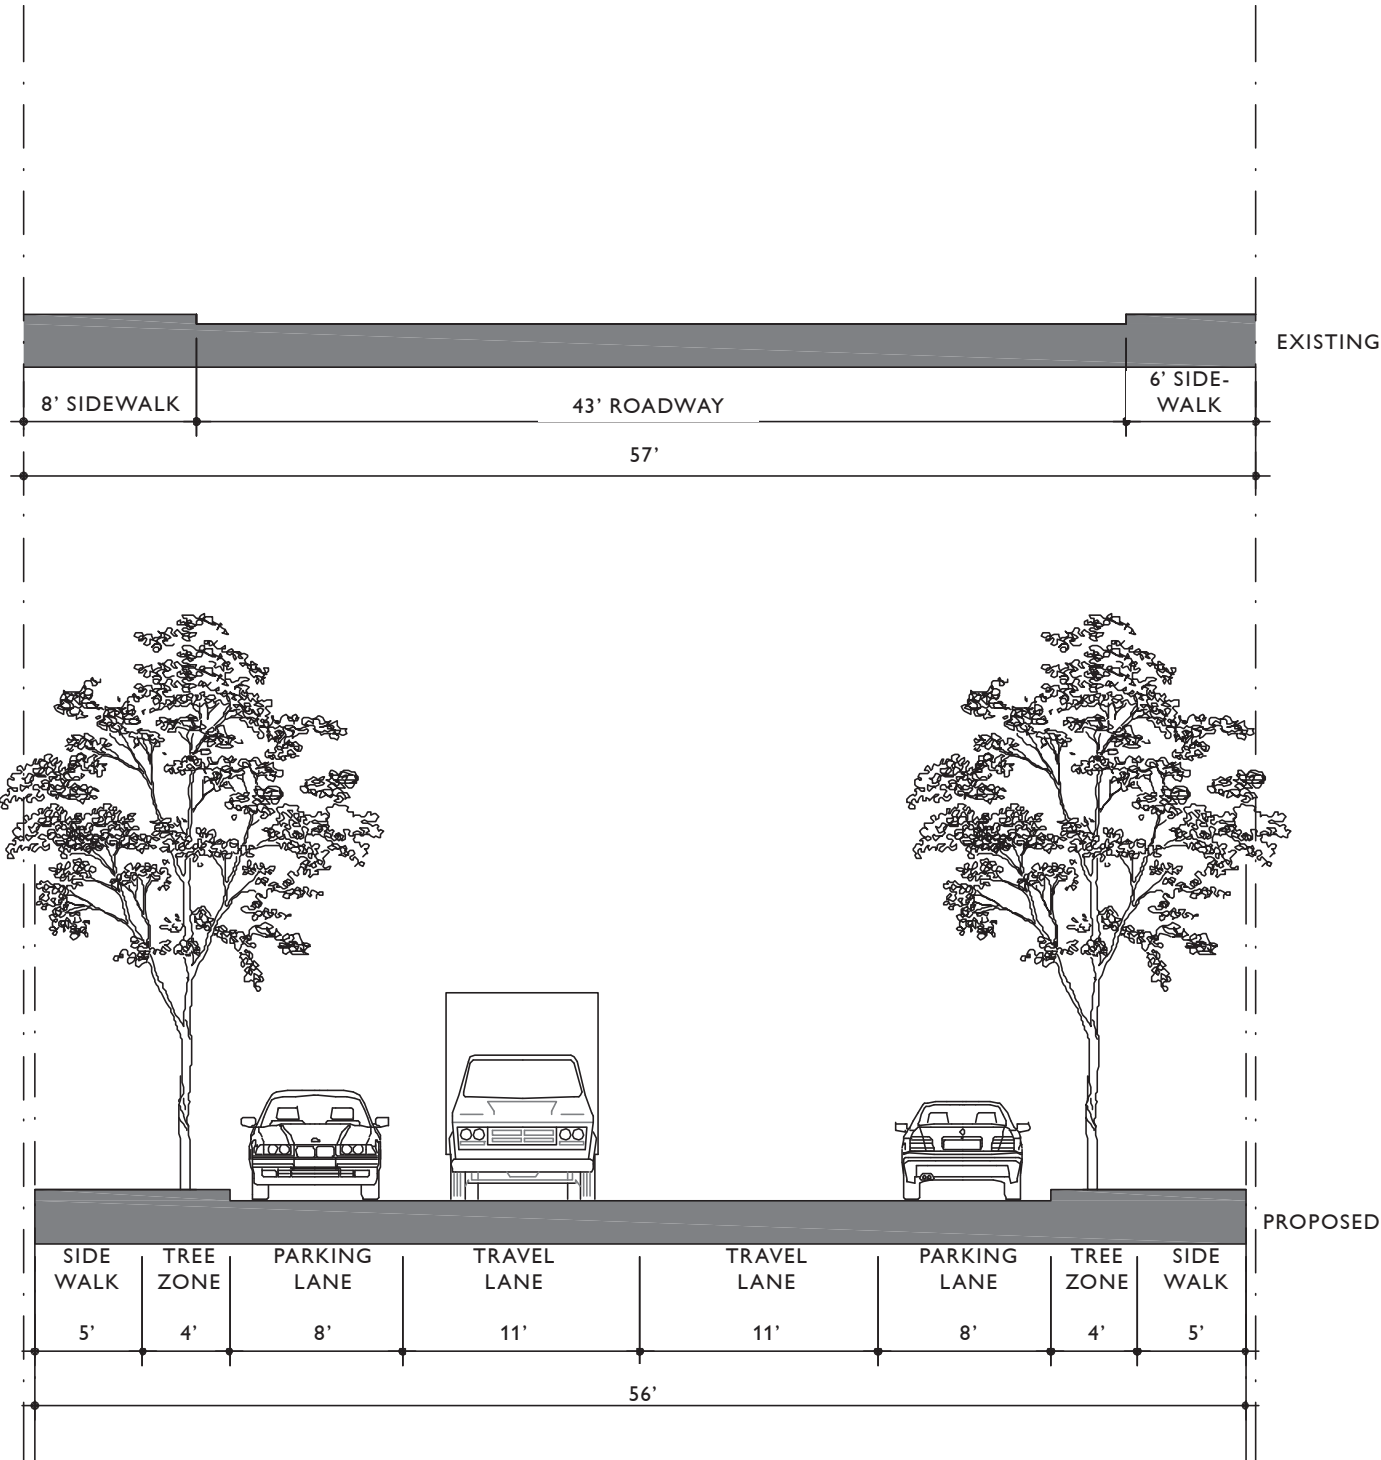 EXISTING
8’ SIDEWALK
43’ ROADWAY
6’ SIDE-
WALK
57’
PROPOSED
SIDE
WALK
TREE
ZONE
PARKING
LANE
TRAVEL
LANE
TRAVEL
LANE
PARKING
LANE
TREE
ZONE
SIDE
WALK
5’
4’
8’
11’
11’
8’
4’
5’
56’